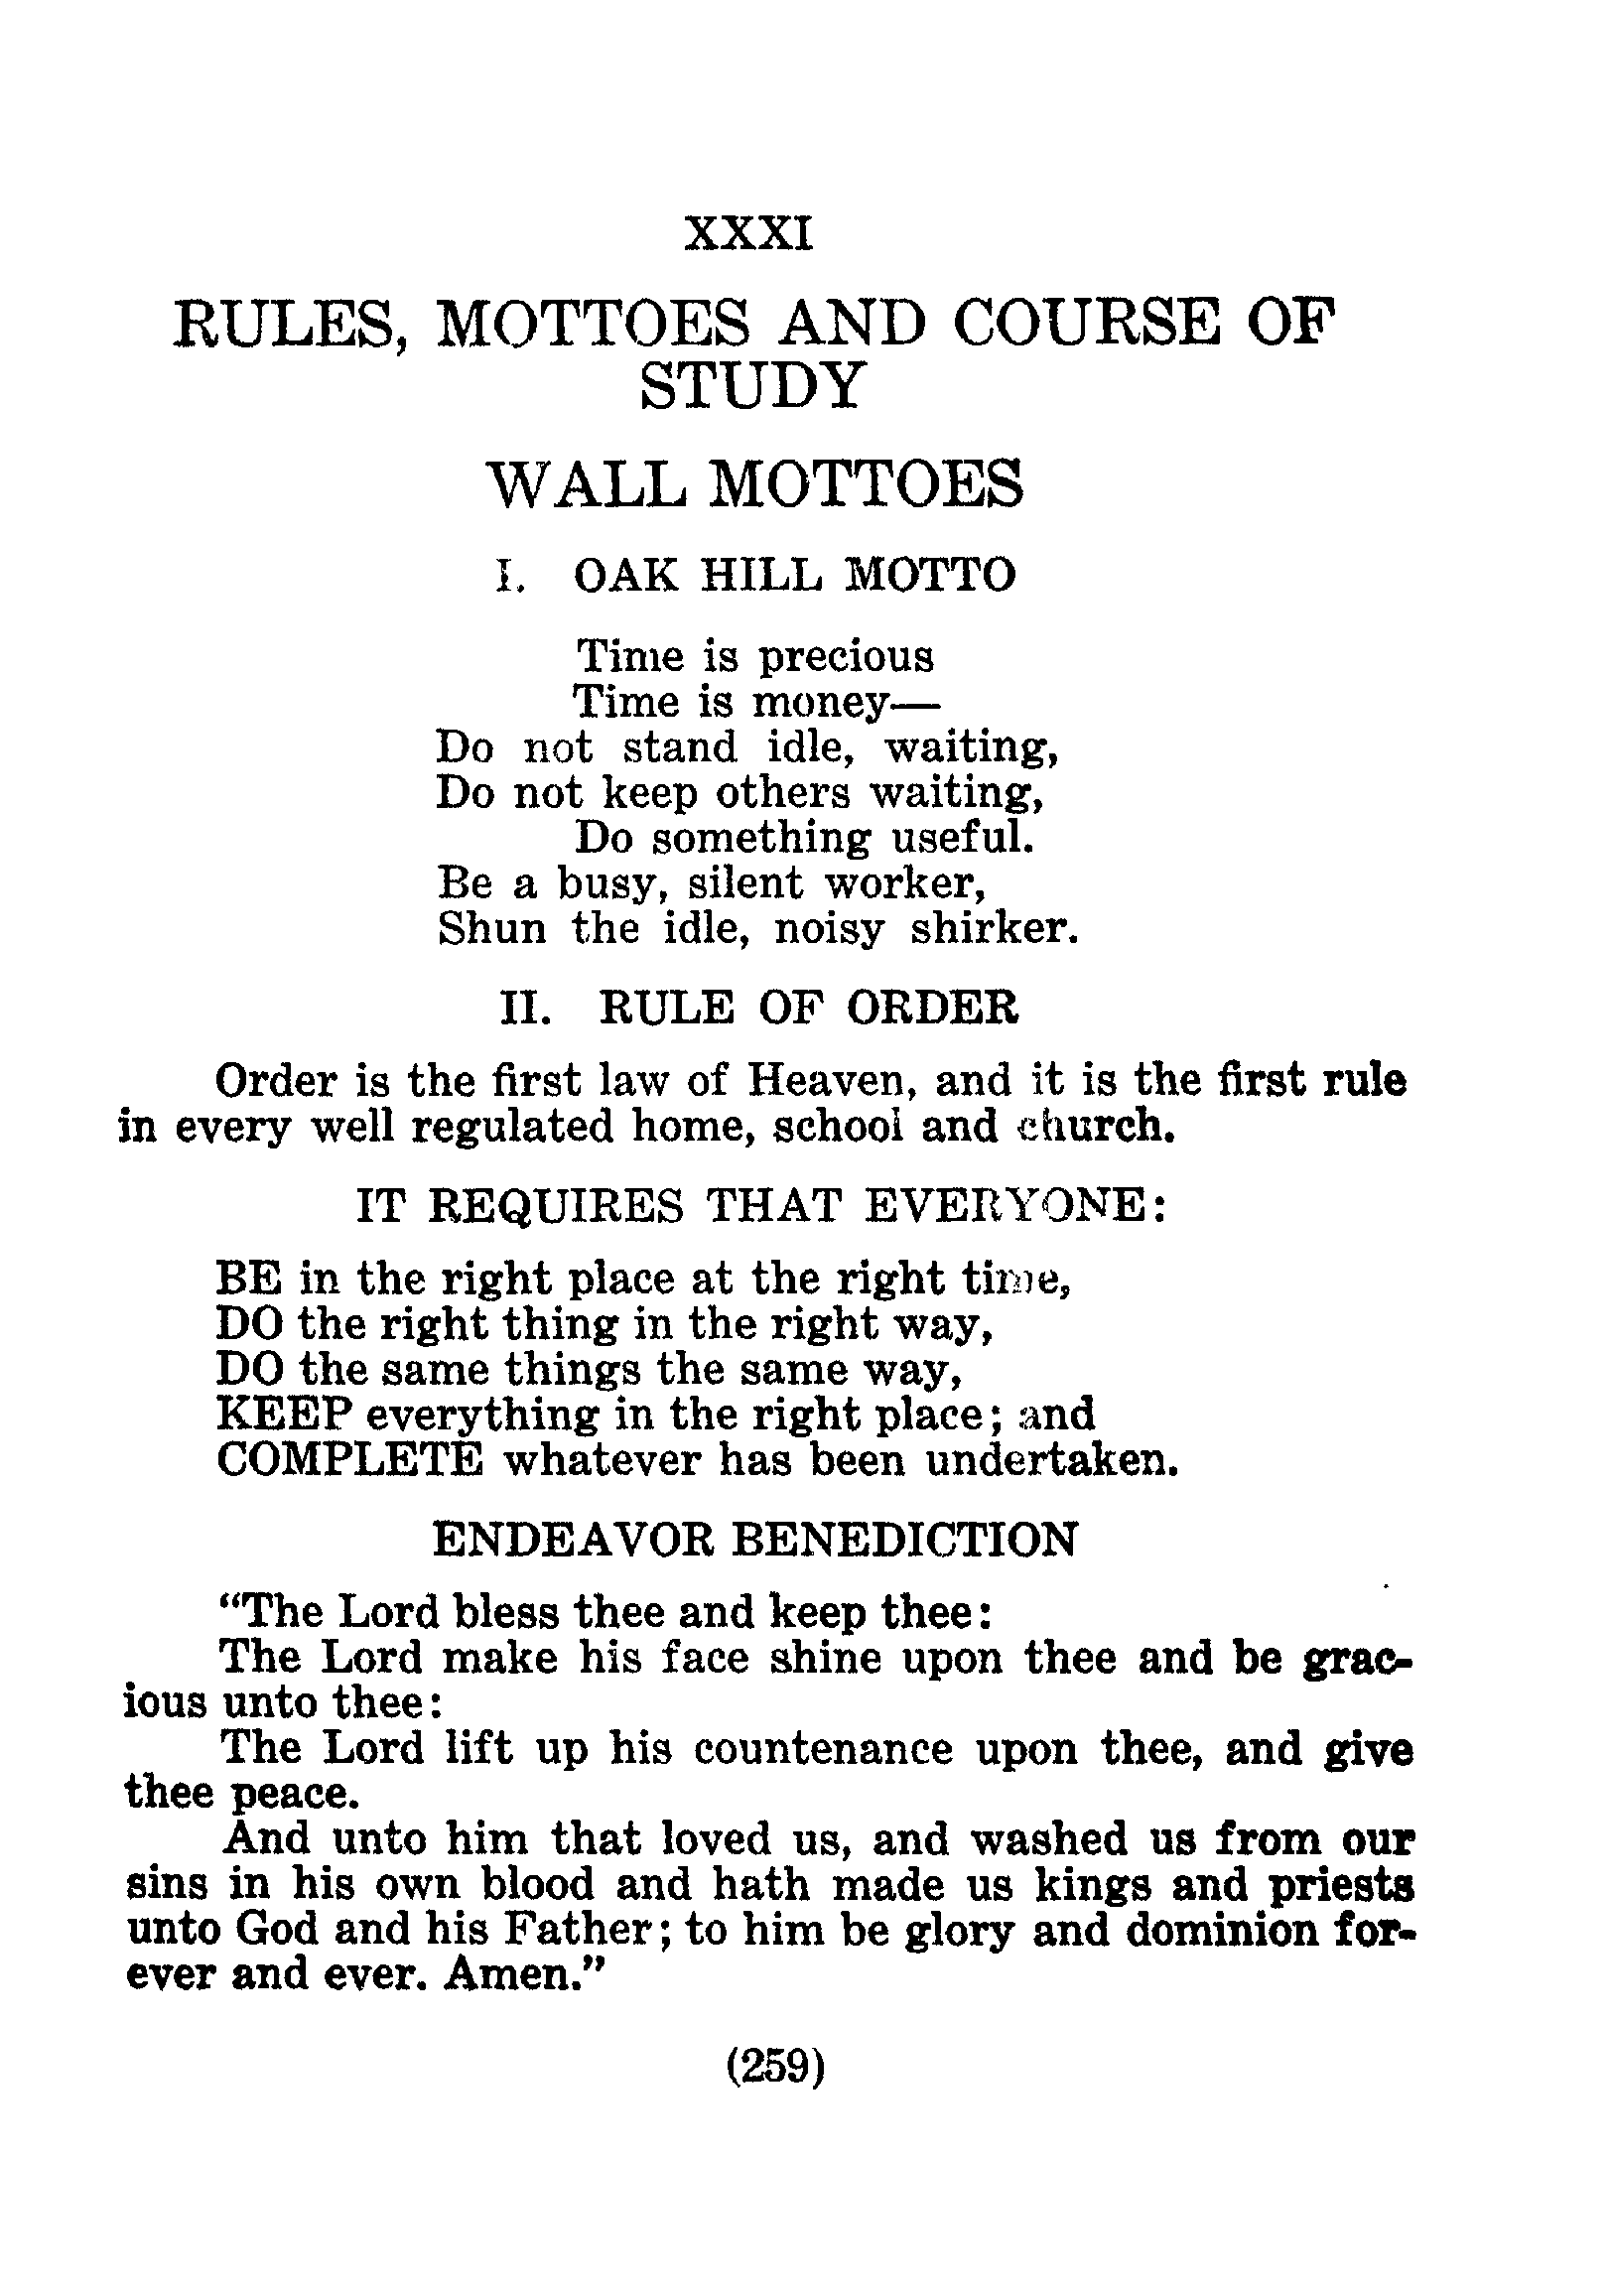 XXXI
RULES, MOTTOES AND COURSE OF
STUDY
WALL MOTTOES
I. OAK HILL MOTTO
Time is precious
Time is money—
Do not stand idle, waiting,
Do not keep others waiting,
Do something useful.
Be a busy, silent worker,
Shun the idle, noisy shirker.
II. RULE OF ORDER
Order is the first law of Heaven, and it is the first rule
in every well regulated home, school and church.
IT REQUIRES THAT EVERYONE:
BE in the right place at the right time,
DO the right thing in the right way,
DO the same things the same way,
KEEP everything in the right place; and
COMPLETE whatever has been undertaken.
ENDEAVOR BENEDICTION
“The Lord bless thee and keep thee:
The Lord make his face shine upon thee and be grac-
ious unto thee:
The Lord lift up his countenance upon thee, and give
thee peace.
And unto him that loved us, and washed us from our
sins in his own blood and hath made us kings and priests
unto God and his Father; to him be glory and dominion for-
ever and ever. Amen.”
(259)